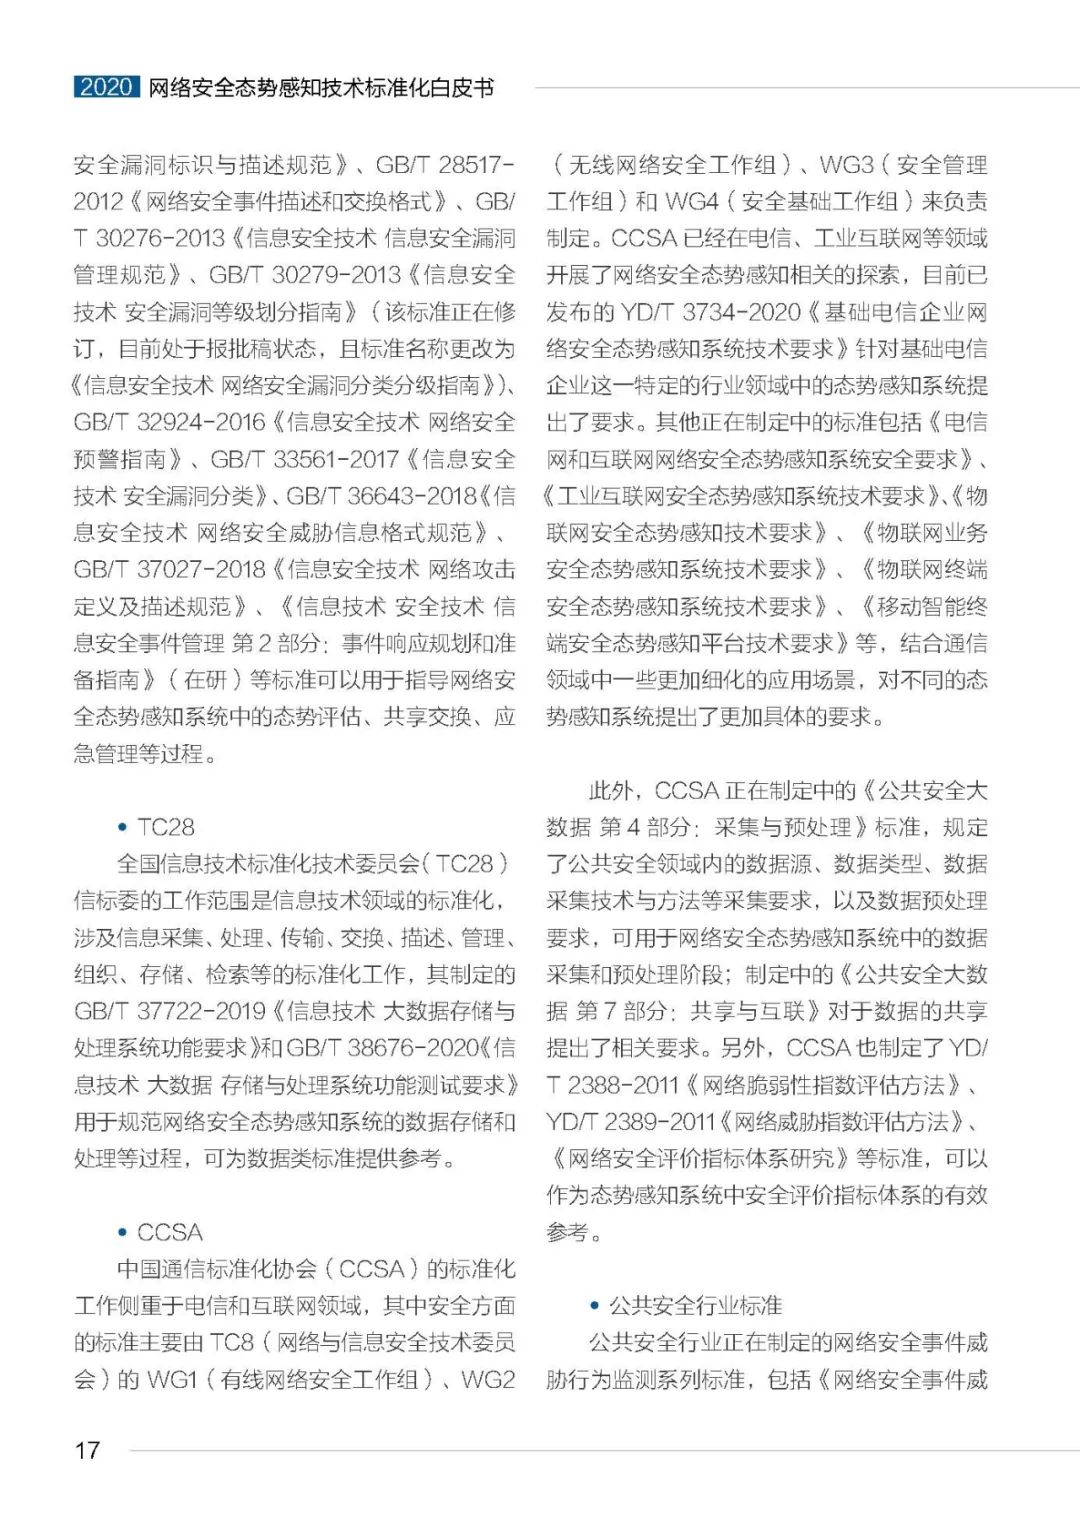 2020 网络安全态势感知技术标准化白皮书
安全漏洞标识与描述规范》、GB/T 28517-
2012《网络安全事件描述和交换格式》、GB/
T 30276-2013《信息安全技术 信息安全漏洞
管理规范》、GB/T 30279-2013《信息安全
技术 安全漏洞等级划分指南》（该标准正在修
订，目前处于报批稿状态，且标准名称更改为
《信息安全技术 网络安全漏洞分类分级指南》）、
GB/T 32924-2016《信息安全技术 网络安全
预警指南》、GB/T 33561-2017《信息安全
技术 安全漏洞分类》、GB/T 36643-2018《信
息安全技术 网络安全威胁信息格式规范》、
GB/T 37027-2018《信息安全技术 网络攻击
定义及描述规范》、《信息技术 安全技术 信
息安全事件管理 第 2 部分：事件响应规划和准
备指南》（在研）等标准可以用于指导网络安
全态势感知系统中的态势评估、共享交换、应
急管理等过程。
• TC28
全国信息技术标准化技术委员会（TC28）
信标委的工作范围是信息技术领域的标准化，
涉及信息采集、处理、传输、交换、描述、管理、
组织、存储、检索等的标准化工作，其制定的
GB/T 37722-2019《信息技术 大数据存储与
处理系统功能要求》和 GB/T 38676-2020《信
息技术 大数据 存储与处理系统功能测试要求》
用于规范网络安全态势感知系统的数据存储和
处理等过程，可为数据类标准提供参考。
• CCSA
中国通信标准化协会（CCSA）的标准化
工作侧重于电信和互联网领域，其中安全方面
的标准主要由 TC8（网络与信息安全技术委员
会）的 WG1（有线网络安全工作组）、WG2
（无线网络安全工作组）、WG3（安全管理
工作组）和 WG4（安全基础工作组）来负责
制定。CCSA 已经在电信、工业互联网等领域
开展了网络安全态势感知相关的探索，目前已
发布的 YD/T 3734-2020《基础电信企业网
络安全态势感知系统技术要求》针对基础电信
企业这一特定的行业领域中的态势感知系统提
出了要求。其他正在制定中的标准包括《电信
网和互联网网络安全态势感知系统安全要求》、
《工业互联网安全态势感知系统技术要求》、《物
联网安全态势感知技术要求》、《物联网业务
安全态势感知系统技术要求》、《物联网终端
安全态势感知系统技术要求》、《移动智能终
端安全态势感知平台技术要求》等，结合通信
领域中一些更加细化的应用场景，对不同的态
势感知系统提出了更加具体的要求。
此外，CCSA 正在制定中的《公共安全大
数据 第 4 部分：采集与预处理》标准，规定
了公共安全领域内的数据源、数据类型、数据
采集技术与方法等采集要求，以及数据预处理
要求，可用于网络安全态势感知系统中的数据
采集和预处理阶段；制定中的《公共安全大数
据 第 7 部分：共享与互联》对于数据的共享
提出了相关要求。另外，CCSA 也制定了 YD/
T 2388-2011《网络脆弱性指数评估方法》、
YD/T 2389-2011《网络威胁指数评估方法》、
《网络安全评价指标体系研究》等标准，可以
作为态势感知系统中安全评价指标体系的有效
参考。
• 公共安全行业标准
公共安全行业正在制定的网络安全事件威
胁行为监测系列标准，包括《网络安全事件威
17